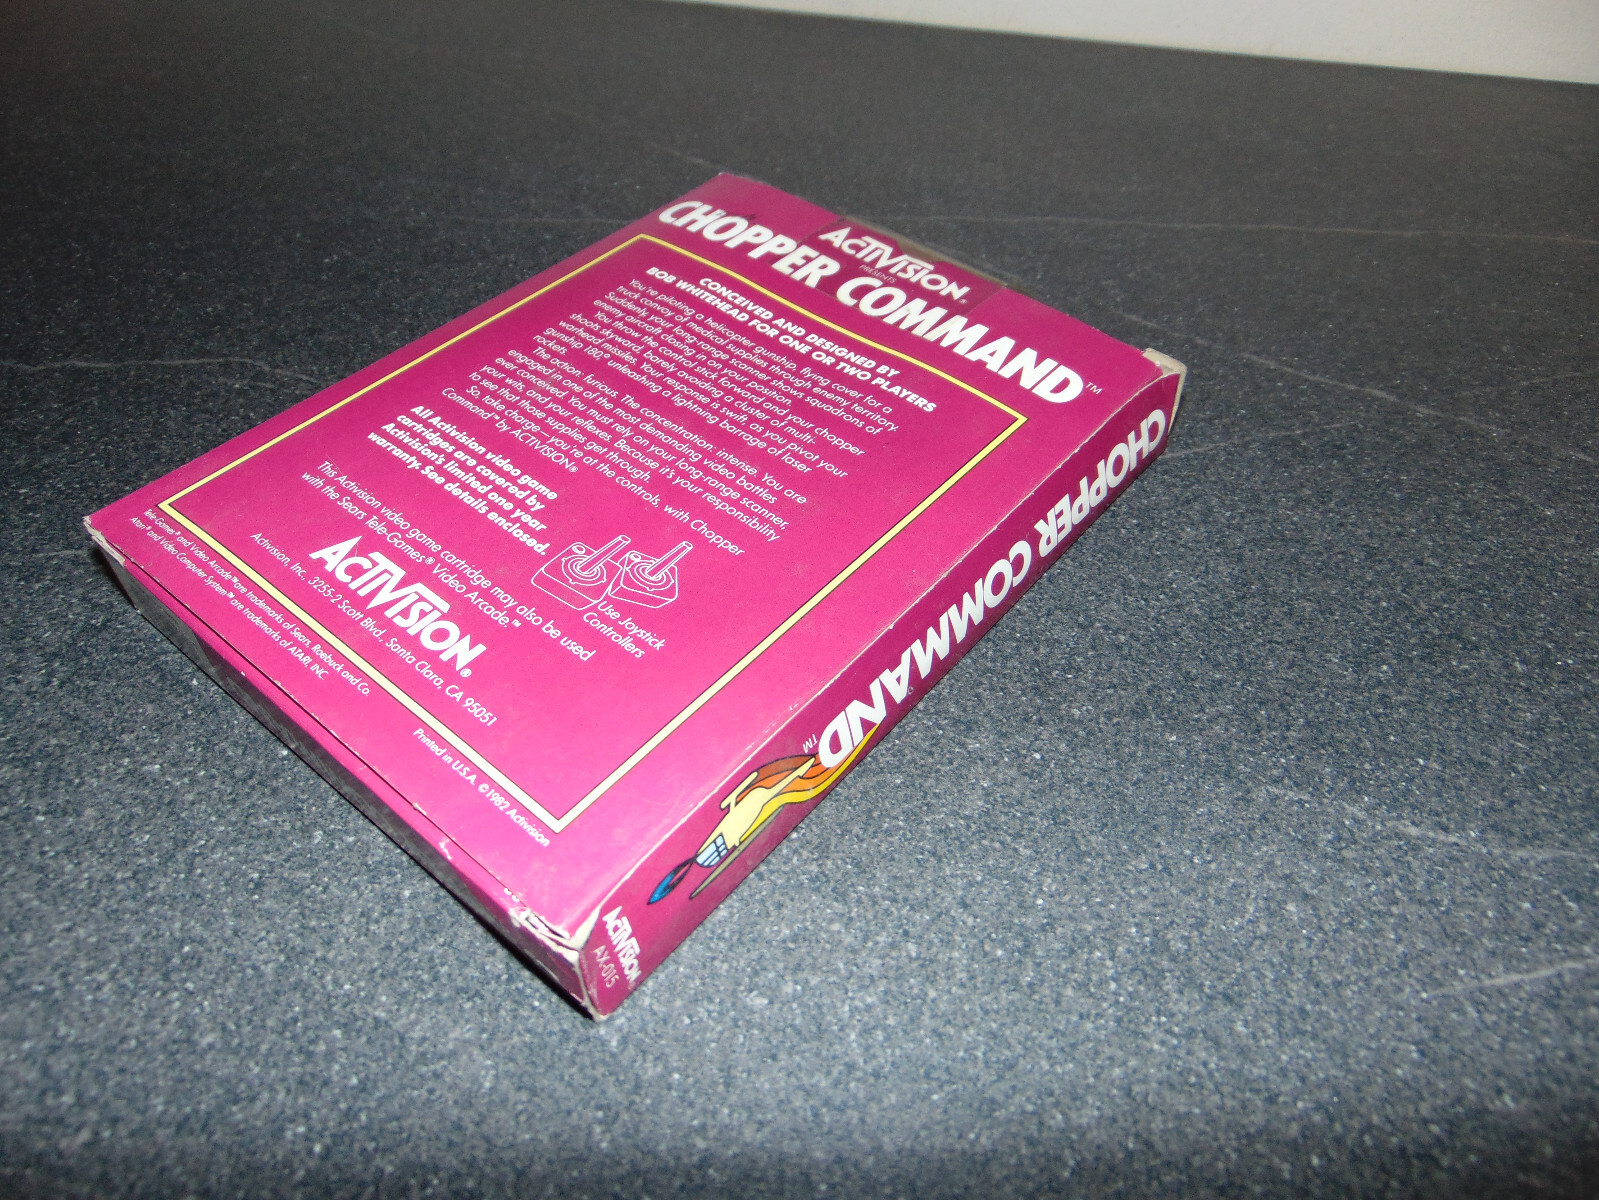 ACTIVISION®
PRESENTS
CHOPPER COMMAND™
CONCEIVED AND DESIGNED BY
BOB WHITEHEAD FOR ONE OR TWO PLAYERS
You're piloting a helicopter gunship, flying cover for a
truck convoy of medical supplies through enemy territory.
Suddenly, your long-range scanner shows squadrons of
enemy aircraft closing in on your position.
You throw the control stick forward and your chopper
shoots skyward, barely avoiding a cluster of multi-
warhead missiles. Your response is swift as you pivot your
gunship 180°, unleashing a lightning barrage of laser
rockets.
The action: furious. The concentration: intense. You are
engaged in one of the most demanding video battles
ever conceived. You must rely on your long-range scanner,
your wits, and your reflexes. Because it's your responsibility
to see that those supplies get through.
So, take charge–you're at the controls, with Chopper
Command™ by ACTIVISION®
All Activision video game
cartridges are covered by
Activision's limited one year
warranty. See details enclosed.
Use Joystick
Controllers
This Activision video game cartridge may also be used
with the Sears Tele-Games® Video Arcade.™
ACTIVISION®
Activision, Inc., 3255-2 Scott Blvd., Santa Clara, CA 95051
Tele-Games® and Video Arcade™ are trademarks of Sears, Roebuck and Co.
Atari® and Video Computer System™ are trademarks of ATARI, INC.
Printed in U.S.A. © 1982 Activision
CHOPPER COMMAND™
ACTIVISION
AX-015